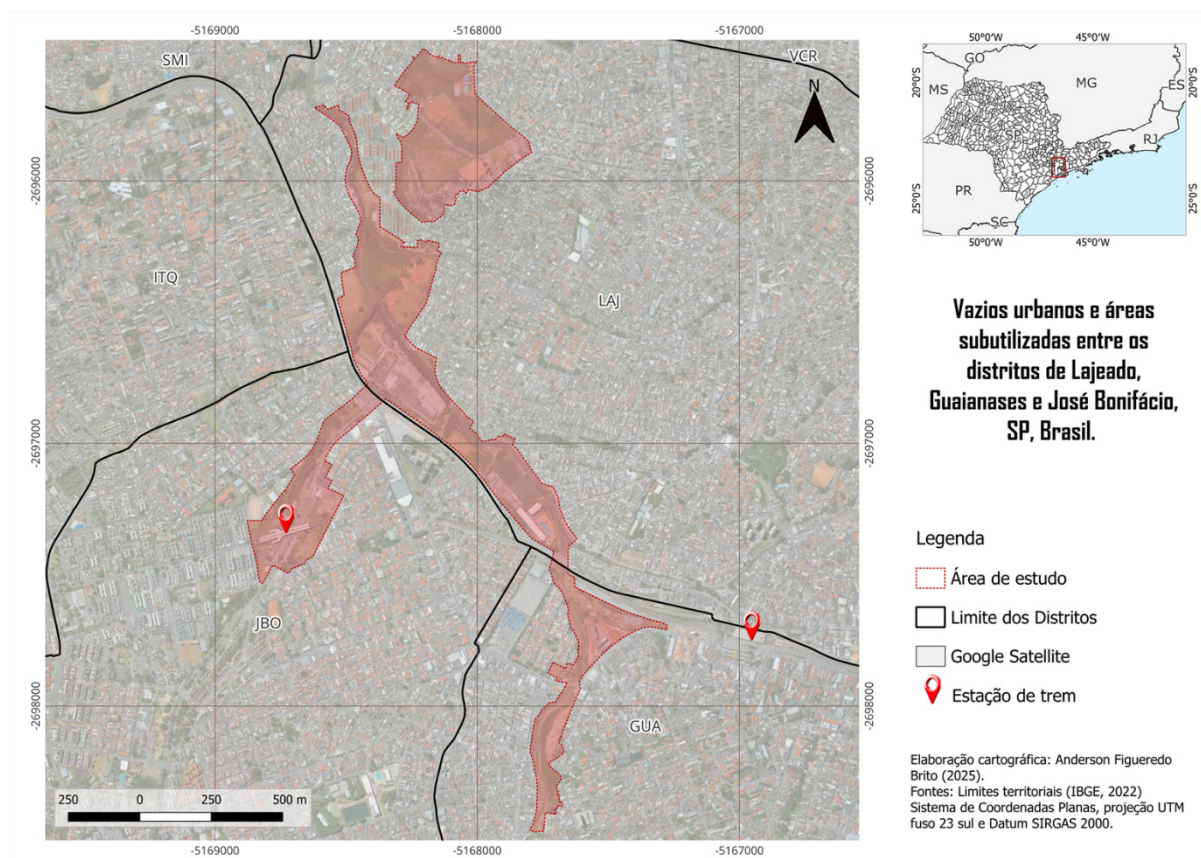 -5169000
-5168000
-5167000
SMI
VCR
N
-2696000
-2696000
ITQ
LAJ
-2697000
-2697000
JBO
GUA
-2698000
-2698000
250 0 250 500 m
-5169000
-5168000
-5167000
50°0'W
45°0'W
GO
MS
MG
ES
20°S
20°S
SP
RJ
PR
25°0'S
25°0'S
SC
50°0'W
45°0'W
Vazios urbanos e áreas
subutilizadas entre os
distritos de Lajeado,
Guaianases e José Bonifácio,
SP, Brasil.
Legenda
Área de estudo
Limite dos Distritos
Google Satellite
Estação de trem
Elaboração cartográfica: Anderson Figueredo
Brito (2025).
Fontes: Limites territoriais (IBGE, 2022)
Sistema de Coordenadas Planas, projeção UTM
fuso 23 sul e Datum SIRGAS 2000.